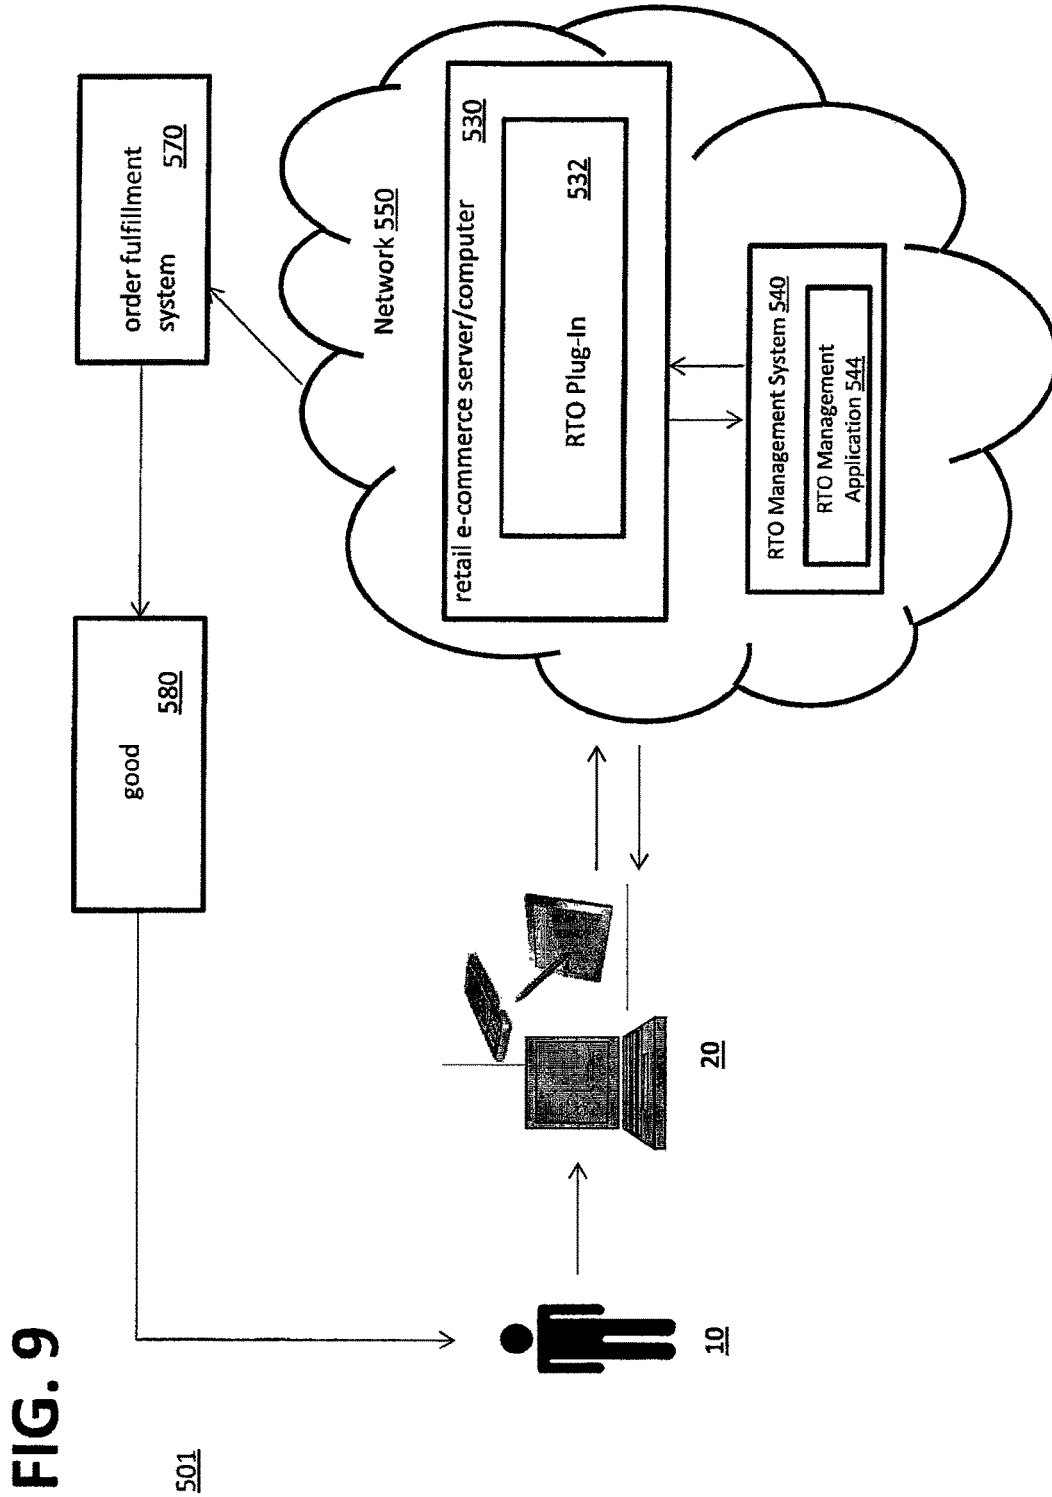 FIG. 9
501
good
580
order fulfillment
system 570
Network 550
retail e-commerce server/computer 530
RTO Plug-In 532
RTO Management System 540
RTO Management
Application 544
10
20